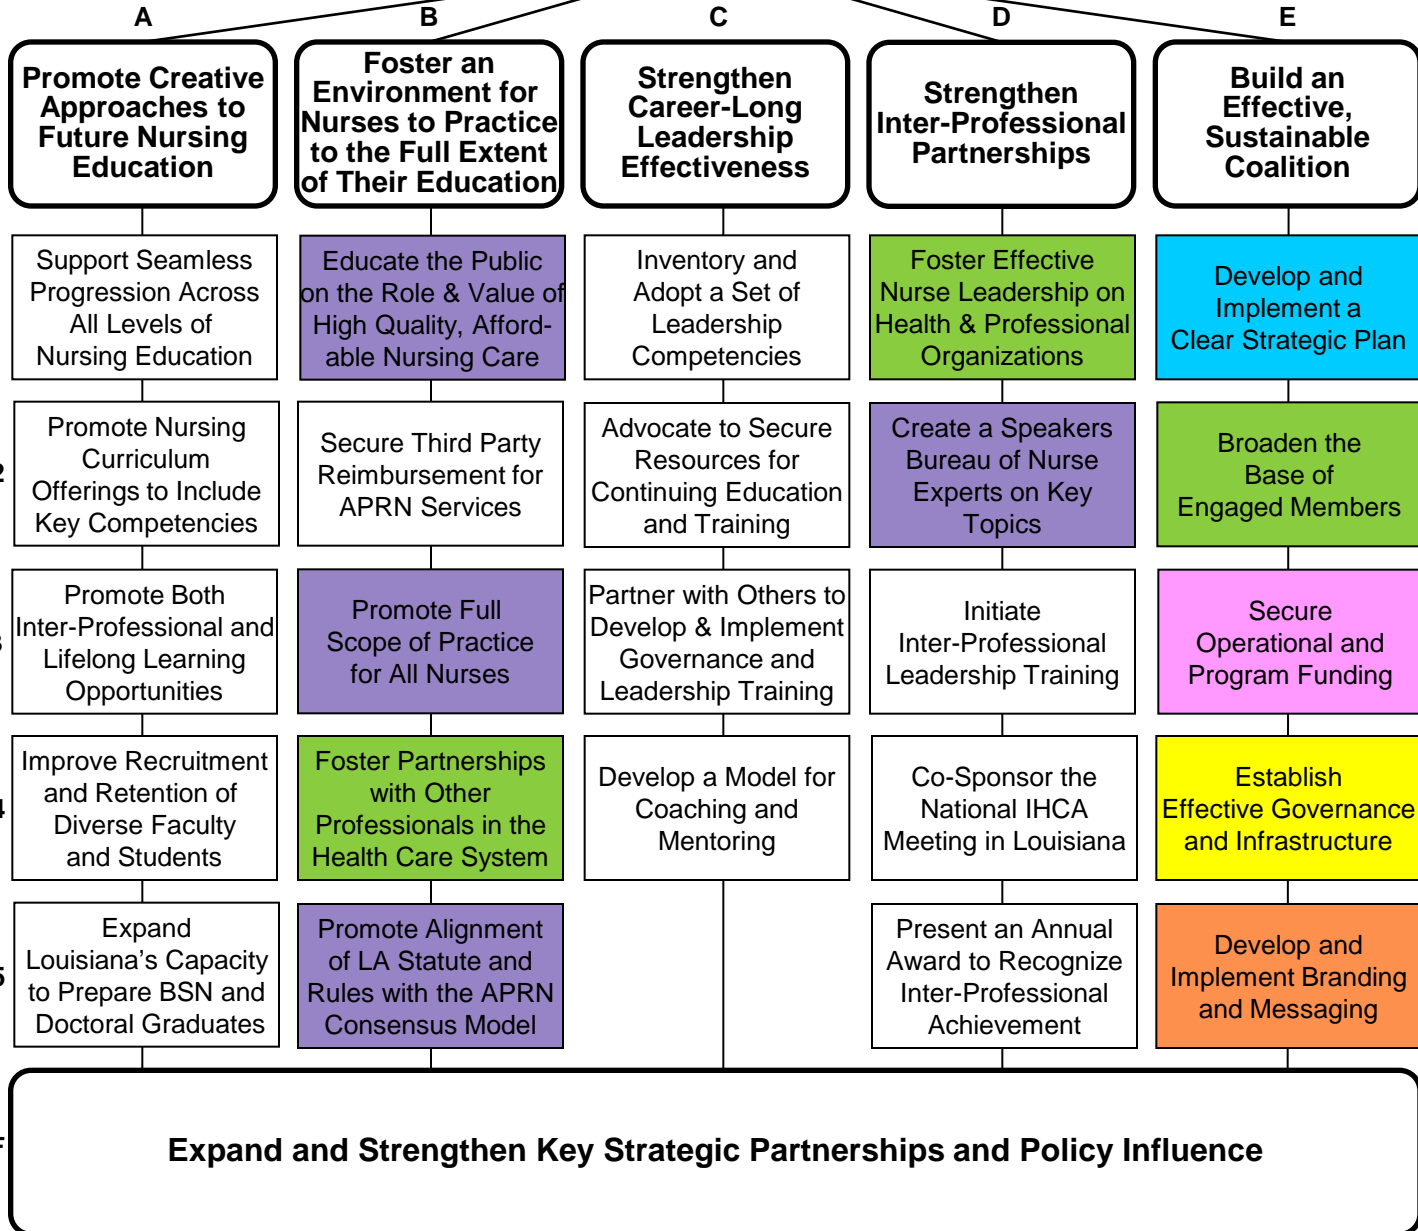 A
B
C
D
E
Promote Creative
Approaches to
Future Nursing
Education
Foster an
Environment for
Nurses to Practice
to the Full Extent
of Their Education
Strengthen
Career-Long
Leadership
Effectiveness
Strengthen
Inter-Professional
Partnerships
Build an
Effective,
Sustainable
Coalition
Support Seamless
Progression Across
All Levels of
Nursing Education
Educate the Public
on the Role & Value of
High Quality, Afford-
able Nursing Care
Inventory and
Adopt a Set of
Leadership
Competencies
Foster Effective
Nurse Leadership on
Health & Professional
Organizations
Develop and
Implement a
Clear Strategic Plan
2
Promote Nursing
Curriculum
Offerings to Include
Key Competencies
Secure Third Party
Reimbursement for
APRN Services
Advocate to Secure
Resources for
Continuing Education
and Training
Create a Speakers
Bureau of Nurse
Experts on Key
Topics
Broaden the
Base of
Engaged Members
3
Promote Both
Inter-Professional and
Lifelong Learning
Opportunities
Promote Full
Scope of Practice
for All Nurses
Partner with Others to
Develop & Implement
Governance and
Leadership Training
Initiate
Inter-Professional
Leadership Training
Secure
Operational and
Program Funding
4
Improve Recruitment
and Retention of
Diverse Faculty
and Students
Foster Partnerships
with Other
Professionals in the
Health Care System
Develop a Model for
Coaching and
Mentoring
Co-Sponsor the
National IHCA
Meeting in Louisiana
Establish
Effective Governance
and Infrastructure
5
Expand
Louisiana’s Capacity
to Prepare BSN and
Doctoral Graduates
Promote Alignment
of LA Statute and
Rules with the APRN
Consensus Model
Present an Annual
Award to Recognize
Inter-Professional
Achievement
Develop and
Implement Branding
and Messaging
F
Expand and Strengthen Key Strategic Partnerships and Policy Influence